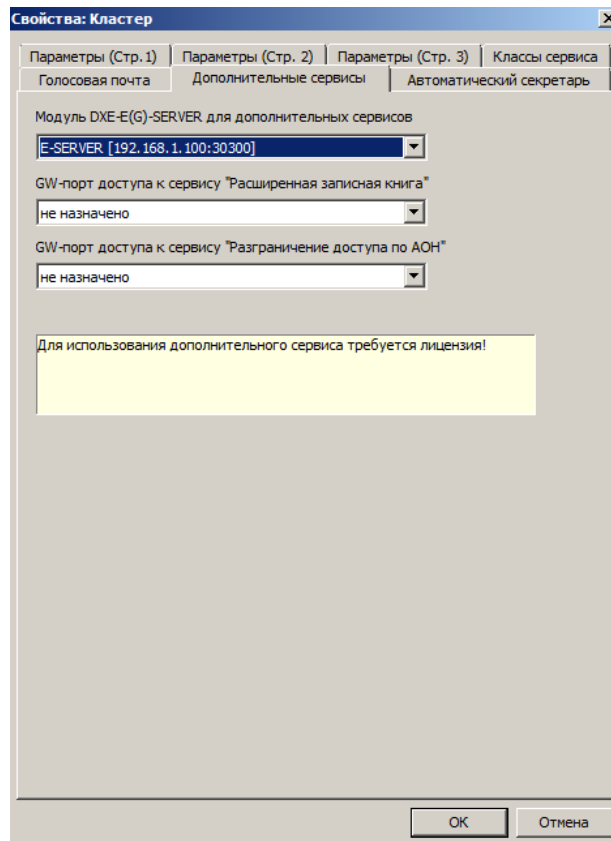 Свойства: Кластер
Параметры (Стр.1) Параметры (Стр. 2) Параметры (Стр. 3) Классы сервиса
Голосовая почта Дополнительные сервисы Автоматический секретарь
Модуль DXE-E(G)-SERVER для дополнительных сервисов
E-SERVER [192.168.1.100:30300]
GW-порт доступа к сервису "Расширенная записная книга"
не назначено
GW-порт доступа к сервису "Разграничение доступа по АОН"
не назначено
Для использования дополнительного сервиса требуется лицензия!
OK Отмена